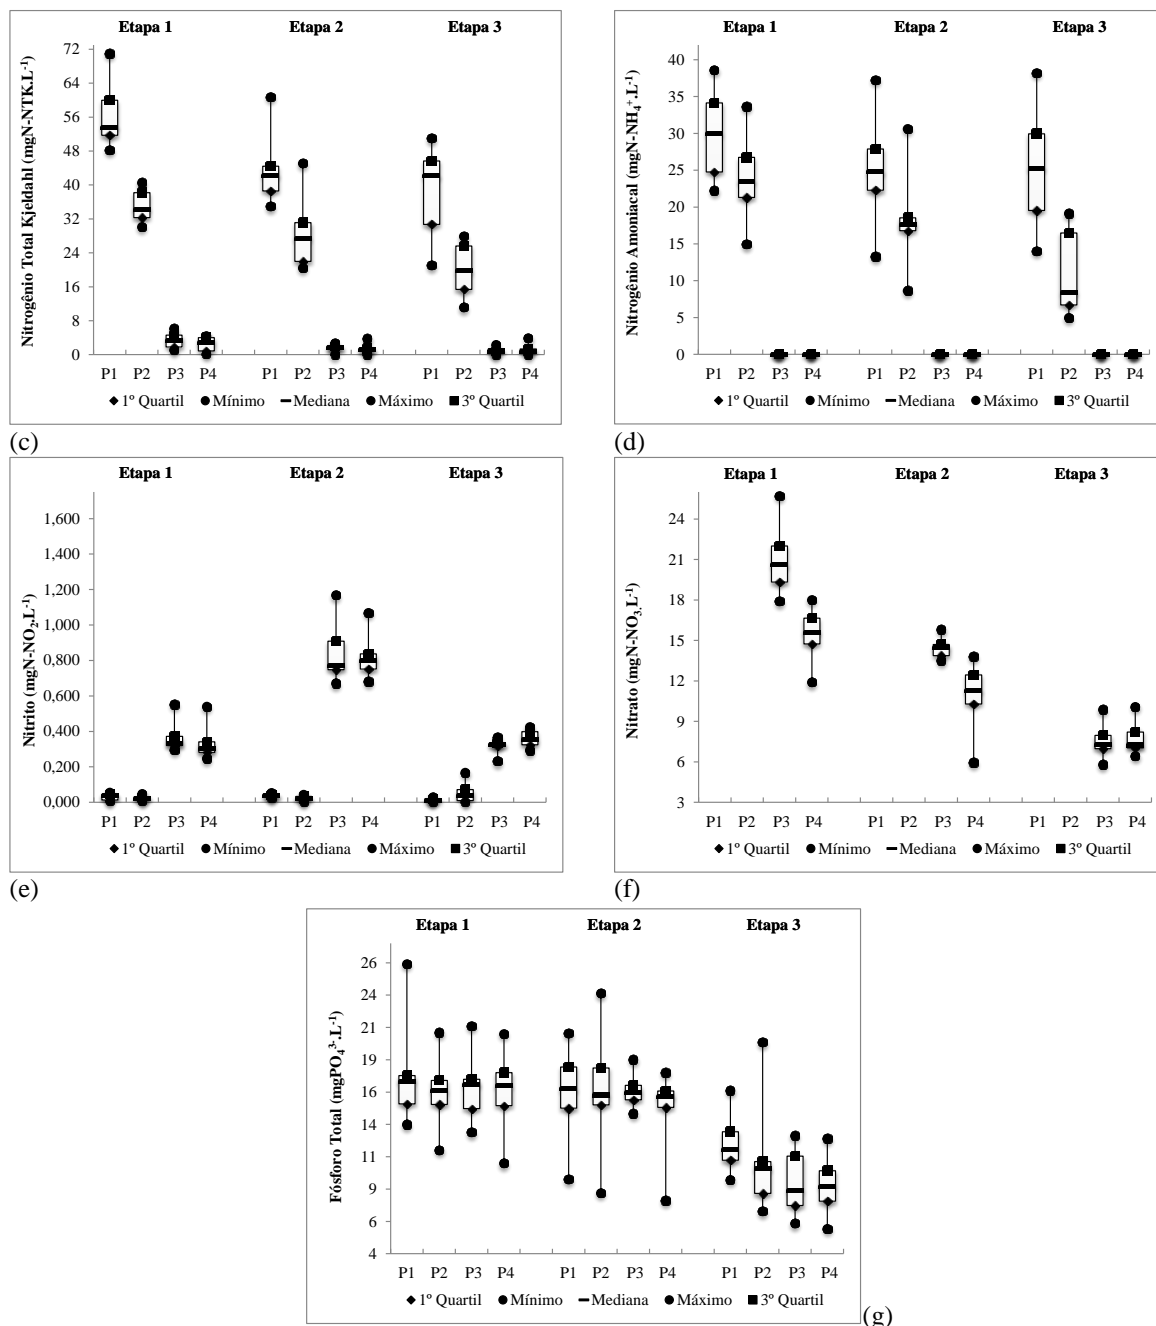 Etapa 1 Etapa 2 Etapa 3
Nitrogênio Total Kjeldahl (mgN-NTK.L-1)
72
64
56
48
40
32
24
16
8
0
P1 P2 P3 P4 P1 P2 P3 P4 P1 P2 P3 P4
1º Quartil Mínimo Mediana Máximo 3º Quartil
(c)
Etapa 1 Etapa 2 Etapa 3
Nitrogênio Amoniacal (mgN-NH4+.L-1)
40
35
30
25
20
15
10
5
0
P1 P2 P3 P4 P1 P2 P3 P4 P1 P2 P3 P4
1º Quartil Mínimo Mediana Máximo 3º Quartil
(d)
Etapa 1 Etapa 2 Etapa 3
Nitrito (mgN-NO2.L-1)
1,600
1,400
1,200
1,000
0,800
0,600
0,400
0,200
0,000
P1 P2 P3 P4 P1 P2 P3 P4 P1 P2 P3 P4
1º Quartil Mínimo Mediana Máximo 3º Quartil
(e)
Etapa 1 Etapa 2 Etapa 3
Nitrato (mgN-NO3.L-1)
24
21
18
15
12
9
6
3
P1 P2 P3 P4 P1 P2 P3 P4 P1 P2 P3 P4
1º Quartil Mínimo Mediana Máximo 3º Quartil
(f)
Etapa 1 Etapa 2 Etapa 3
Fósforo Total (mgPO43-.L-1)
26
24
21
19
16
14
11
9
6
4
P1 P2 P3 P4 P1 P2 P3 P4 P1 P2 P3 P4
1º Quartil Mínimo Mediana Máximo 3º Quartil
(g)